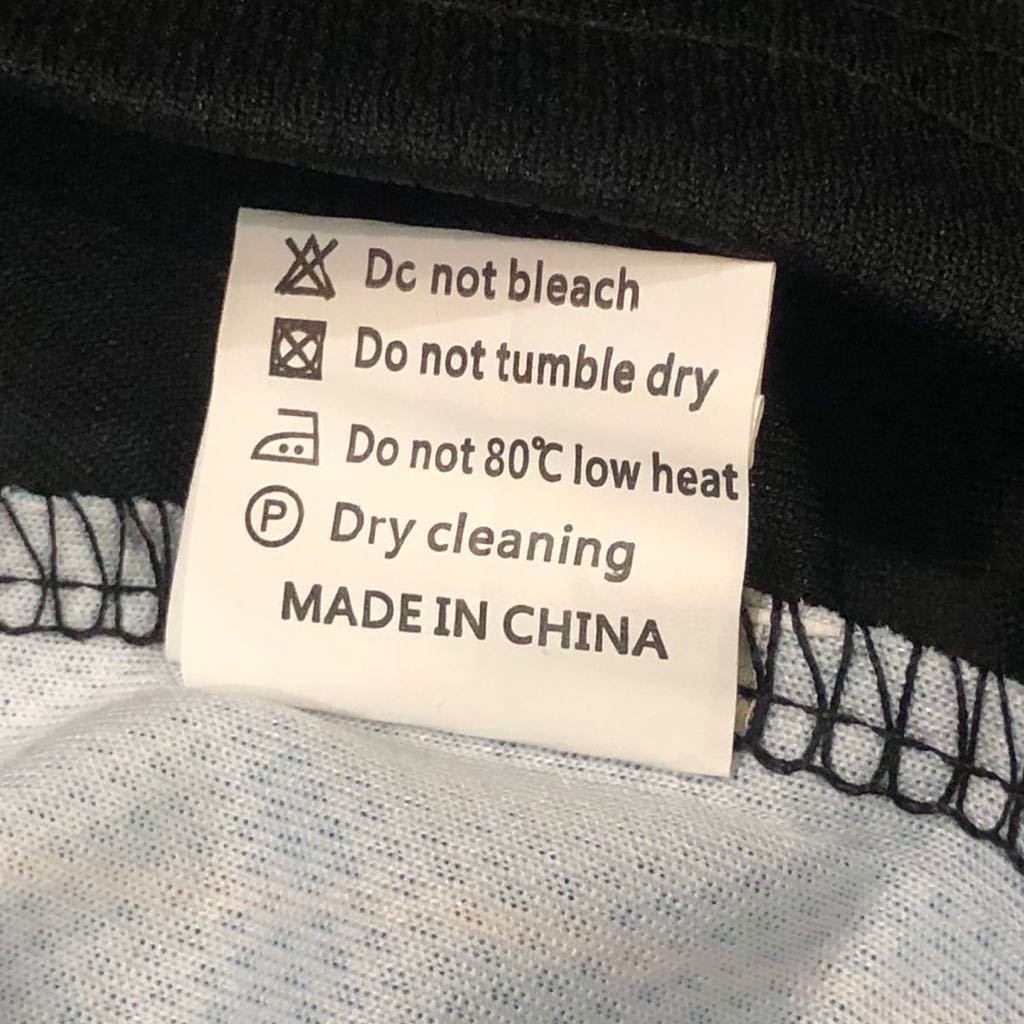 Dc not bleach
Do not tumble dry
Do not 80℃ low heat
P Dry cleaning
MADE IN CHINA